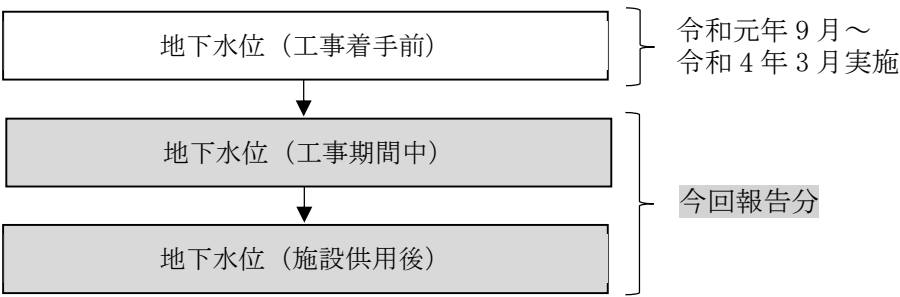 地下水位（工事着手前）
令和元年９月～
令和４年３月実施
地下水位（工事期間中）
今回報告分
地下水位（施設供用後）